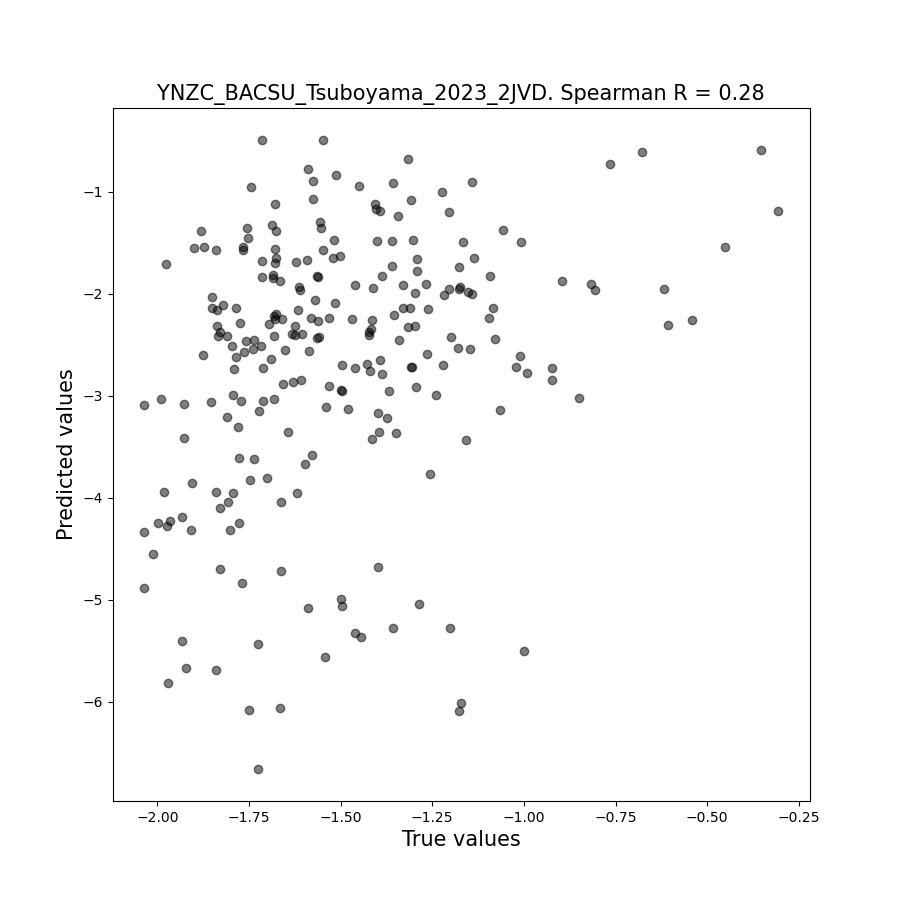 YNZC_BACSU_Tsuboyama_2023_2JVD. Spearman R = 0.28
−1
−2
−3
−4
−5
−6
Predicted values
−2.00 −1.75 −1.50 −1.25 −1.00 −0.75 −0.50 −0.25
True values